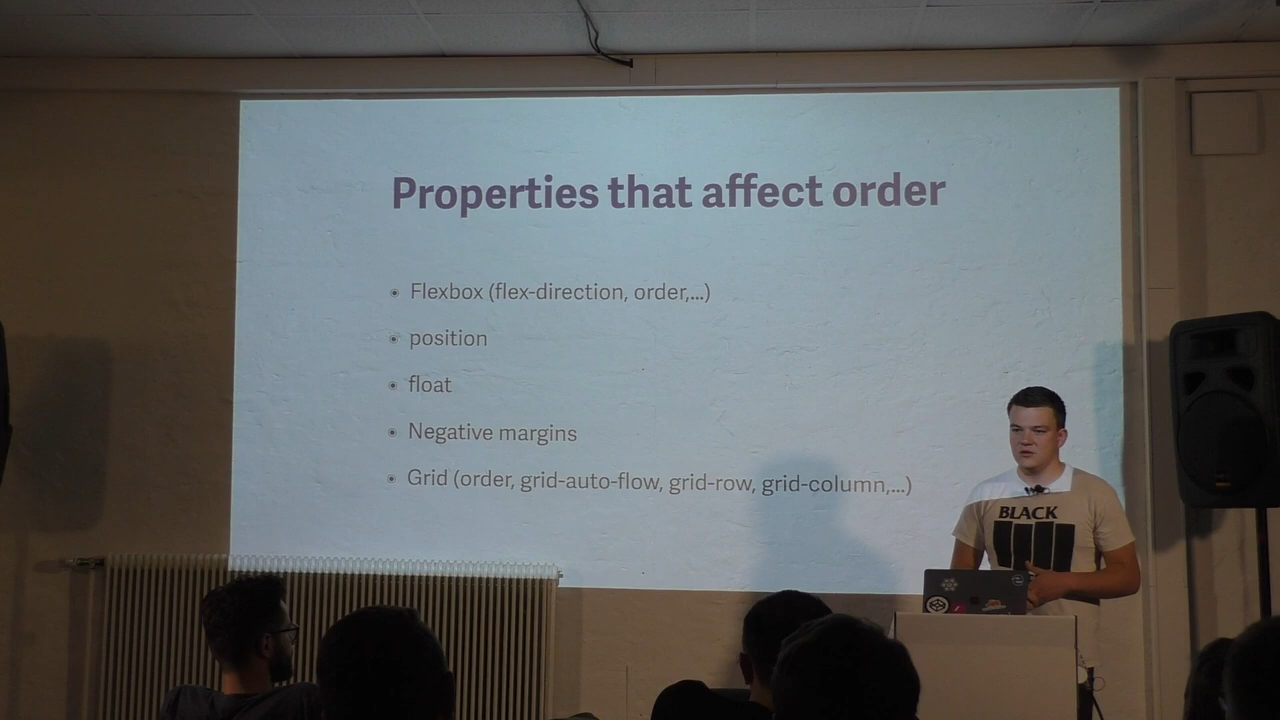 Properties that affect order
Flexbox (flex-direction, order,...)
position
float
Negative margins
Grid (order, grid-auto-flow, grid-row, grid-column,...)
BLACK